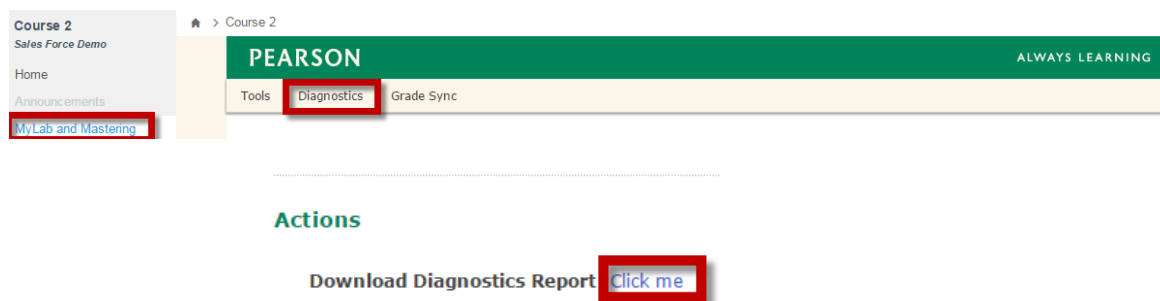 Course 2
Sales Force Demo
Home
Announcements
MyLab and Mastering
> Course 2
PEARSON
ALWAYS LEARNING
Tools Diagnostics Grade Sync
Actions
Download Diagnostics Report Click me